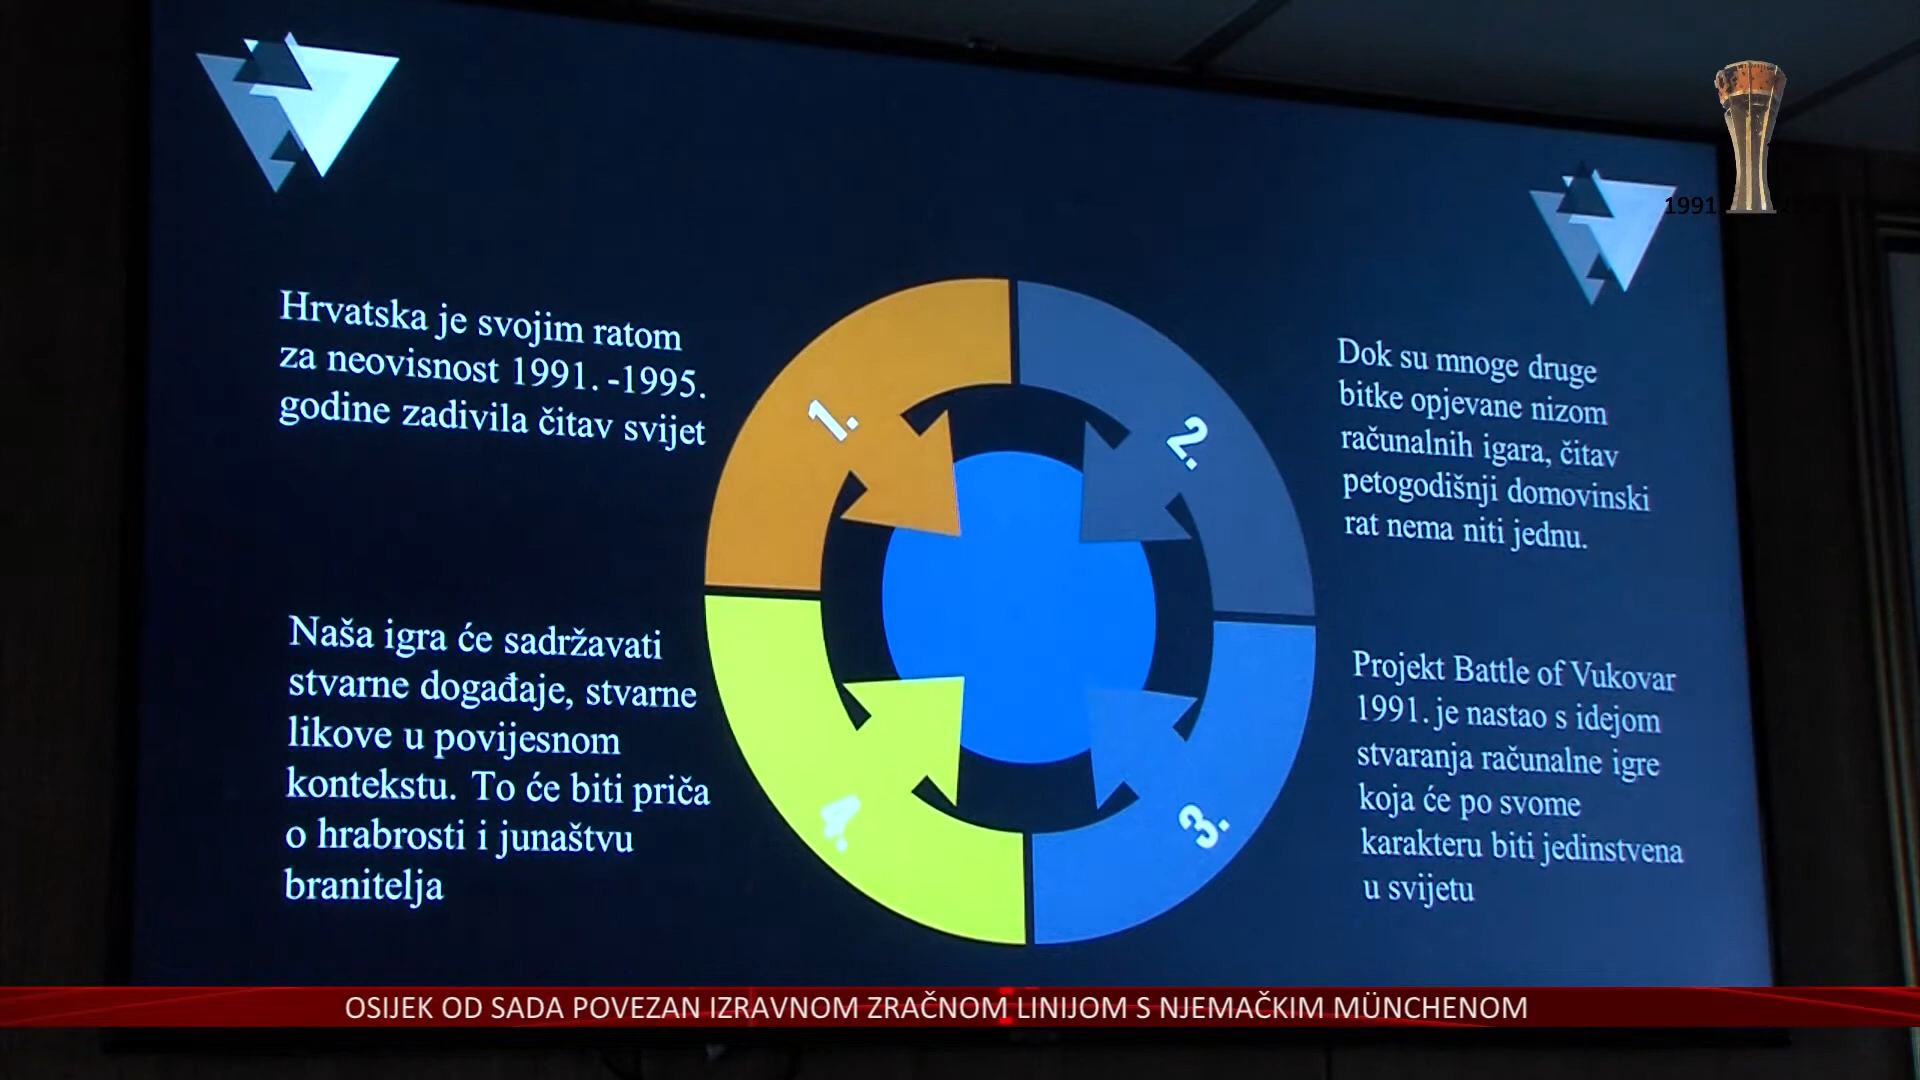 1991.
Hrvatska je svojim ratom
za neovisnost 1991. -1995.
godine zadivila čitav svijet
1.
2.
Dok su mnoge druge
bitke opjevane nizom
računalnih igara, čitav
petogodišnji domovinski
rat nema niti jednu.
Naša igra će sadržavati
stvarne događaje, stvarne
likove u povijesnom
kontekstu. To će biti priča
o hrabrosti i junaštvu
branitelja
4.
3.
Projekt Battle of Vukovar
1991. je nastao s idejom
stvaranja računalne igre
koja će po svome
karakteru biti jedinstvena
u svijetu
OSIJEK OD SADA POVEZAN IZRAVNOM ZRAČNOM LINIJOM S NJEMAČKIM MÜNCHENOM